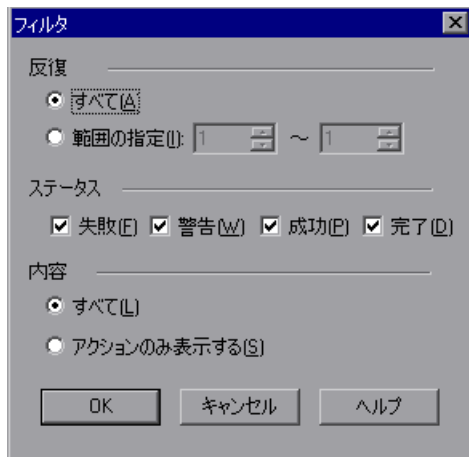 フィルタ
反復
すべて(A)
範囲の指定(I): 1 ～ 1
ステータス
失敗(F) 警告(W) 成功(P) 完了(D)
内容
すべて(L)
アクションのみ表示する(S)
OK キャンセル ヘルプ